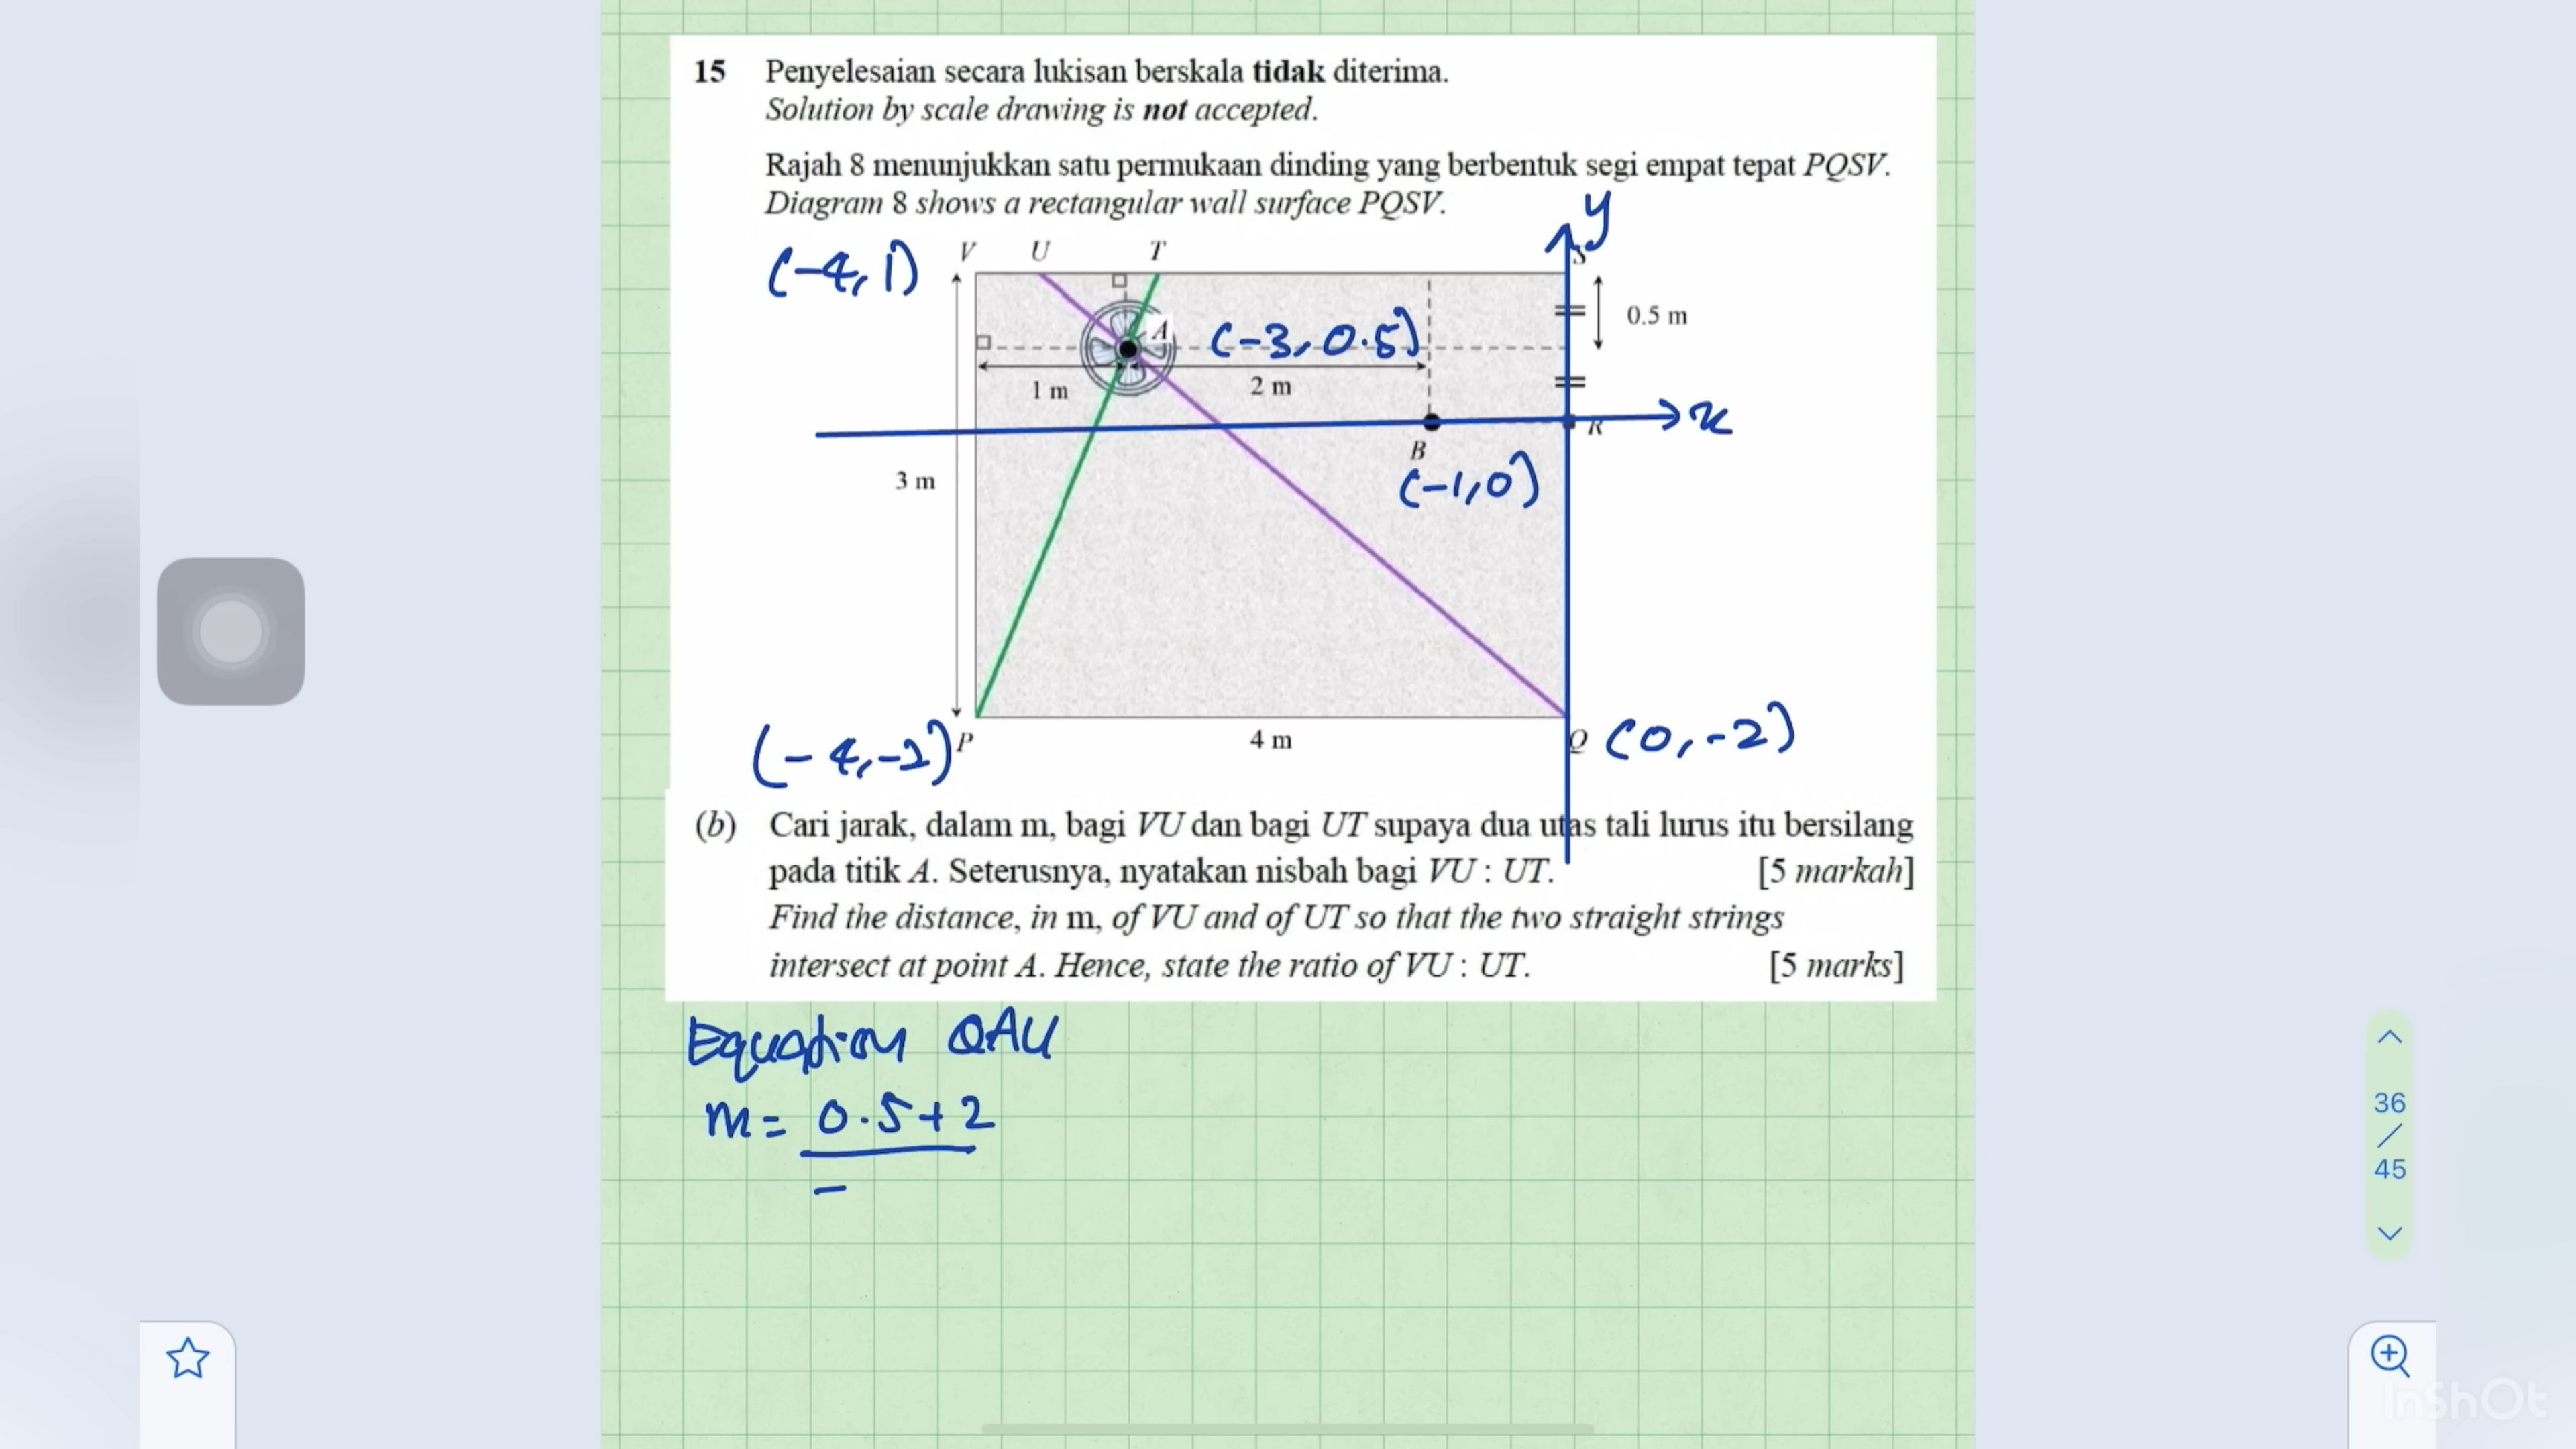 15 Penyelesaian secara lukisan berskala tidak diterima.
Solution by scale drawing is not accepted.
Rajah 8 menunjukkan satu permukaan dinding yang berbentuk segi empat tepat PQSV.
Diagram 8 shows a rectangular wall surface PQSV.
y
(-4, 1) V U T S
A (-3, 0.5) 0.5 m
1 m 2 m
x
R
B
3 m (-1, 0)
(-4, -2) P 4 m Q (0, -2)
(b) Cari jarak, dalam m, bagi VU dan bagi UT supaya dua utas tali lurus itu bersilang
pada titik A. Seterusnya, nyatakan nisbah bagi VU : UT. [5 markah]
Find the distance, in m, of VU and of UT so that the two straight strings
intersect at point A. Hence, state the ratio of VU : UT. [5 marks]
Equation QAU
m = 0.5 + 2
-
36
/
45
InShOt